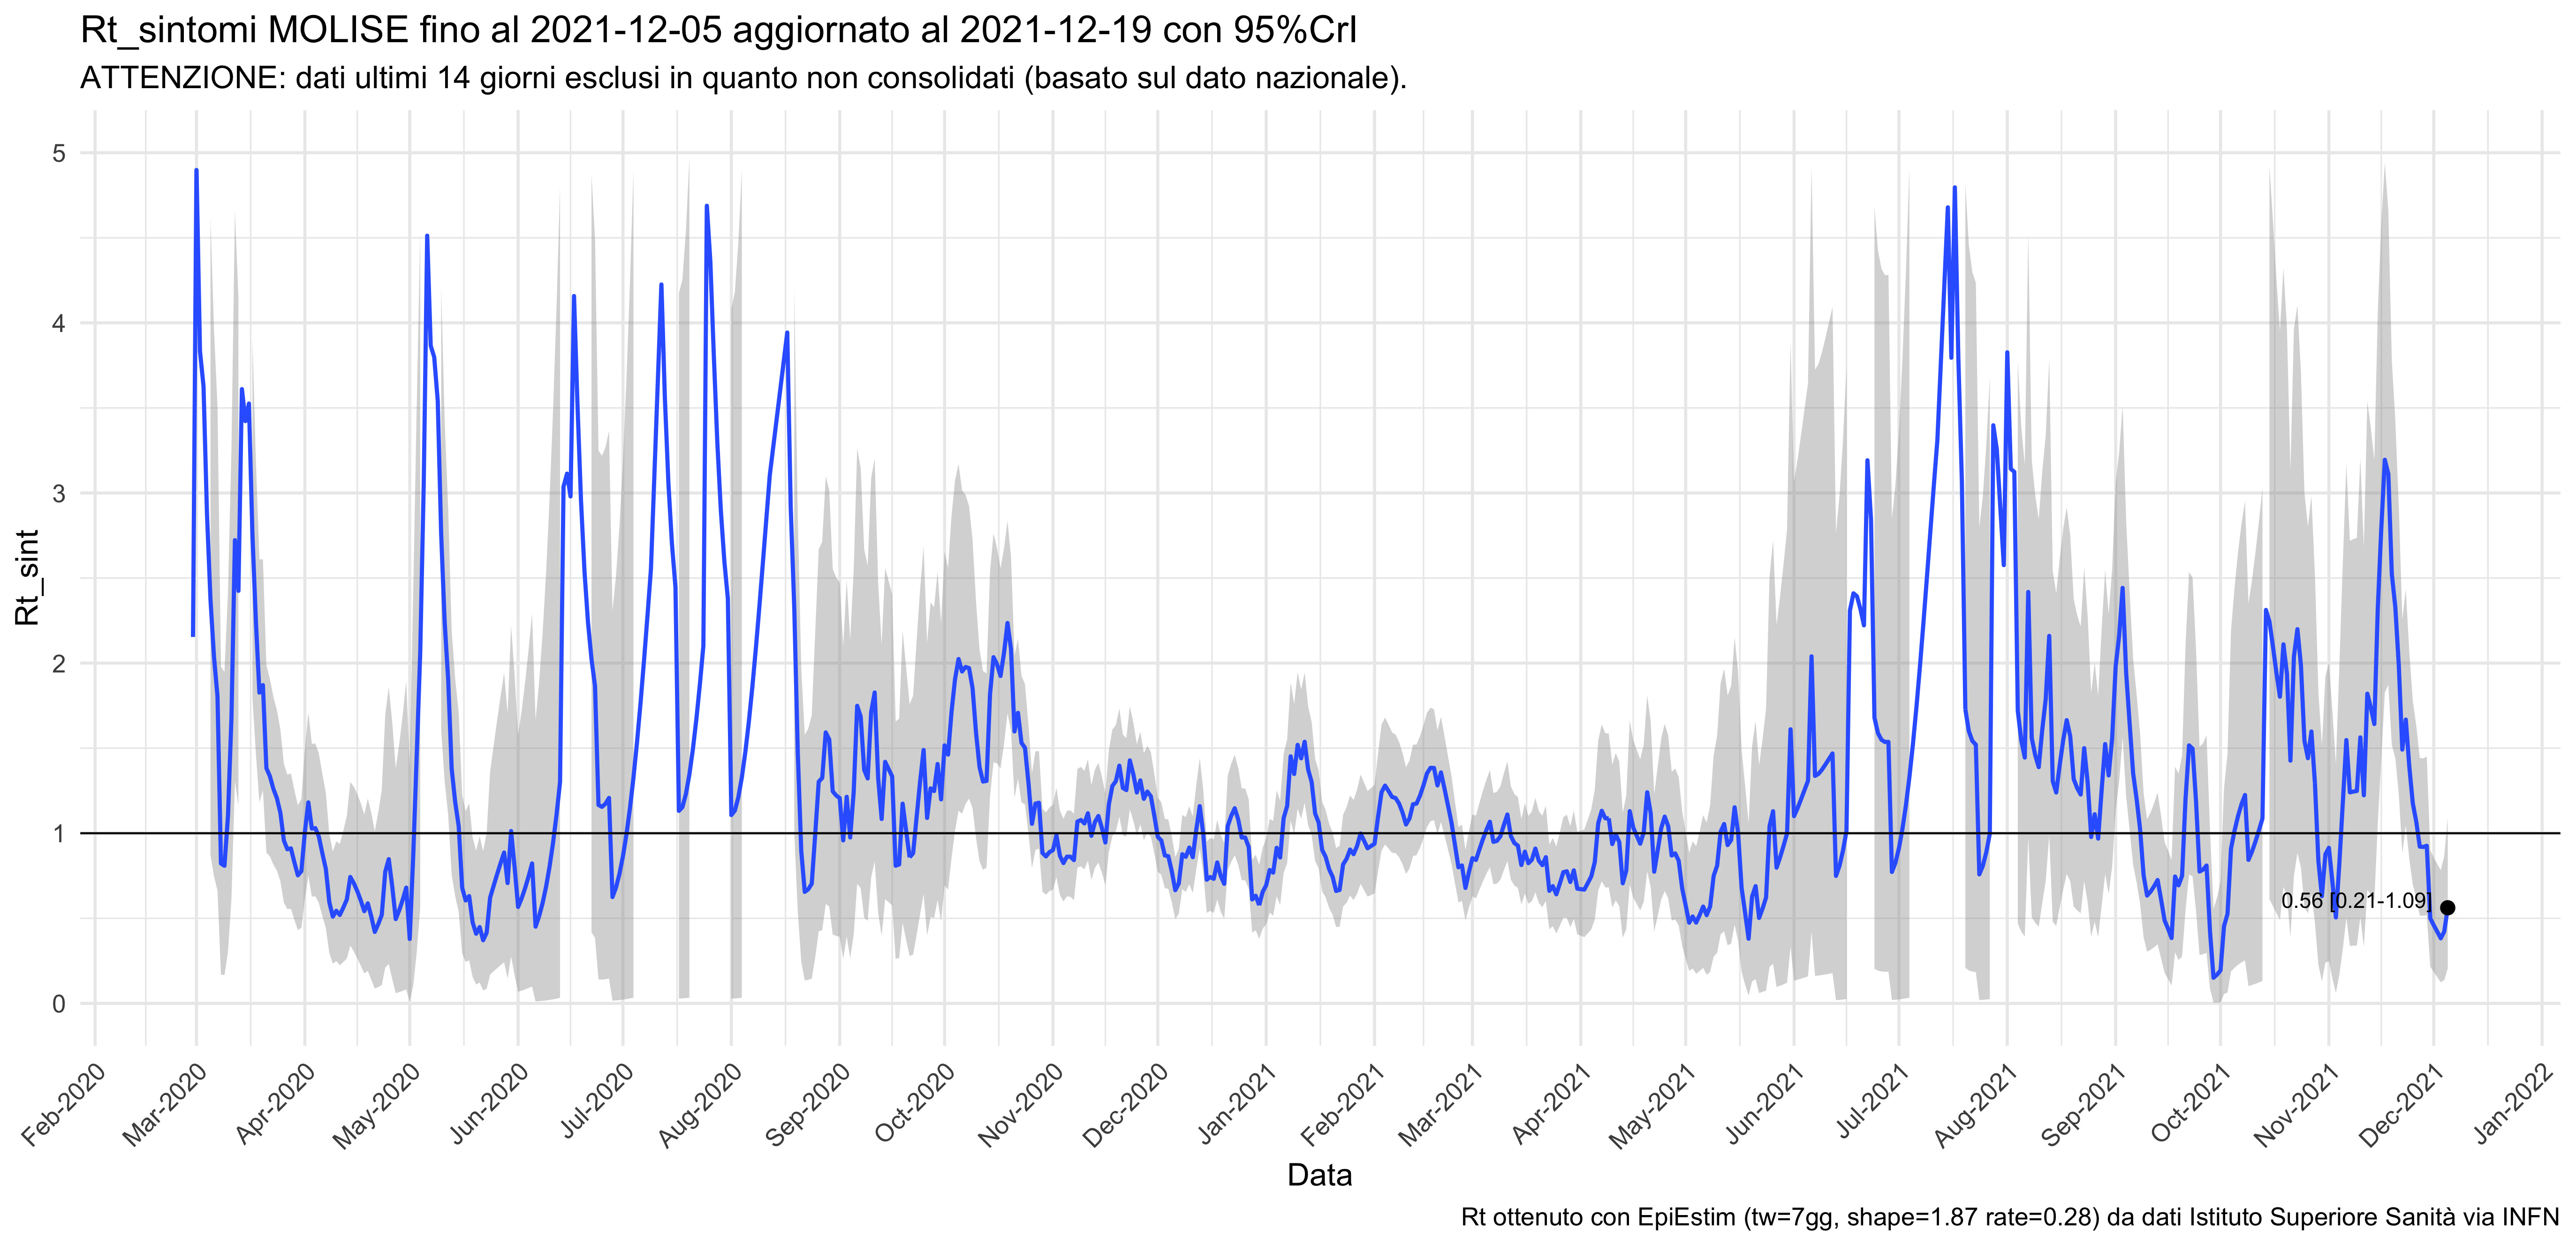 Rt_sintomi MOLISE fino al 2021-12-05 aggiornato al 2021-12-19 con 95%CrI
ATTENZIONE: dati ultimi 14 giorni esclusi in quanto non consolidati (basato sul dato nazionale).
Rt_sint
5
4
3
2
1
0
0.56 [0.21-1.09]
Feb-2020
Mar-2020
Apr-2020
May-2020
Jun-2020
Jul-2020
Aug-2020
Sep-2020
Oct-2020
Nov-2020
Dec-2020
Jan-2021
Feb-2021
Mar-2021
Apr-2021
May-2021
Jun-2021
Jul-2021
Aug-2021
Sep-2021
Oct-2021
Nov-2021
Dec-2021
Jan-2022
Data
Rt ottenuto con EpiEstim (tw=7gg, shape=1.87 rate=0.28) da dati Istituto Superiore Sanità via INFN